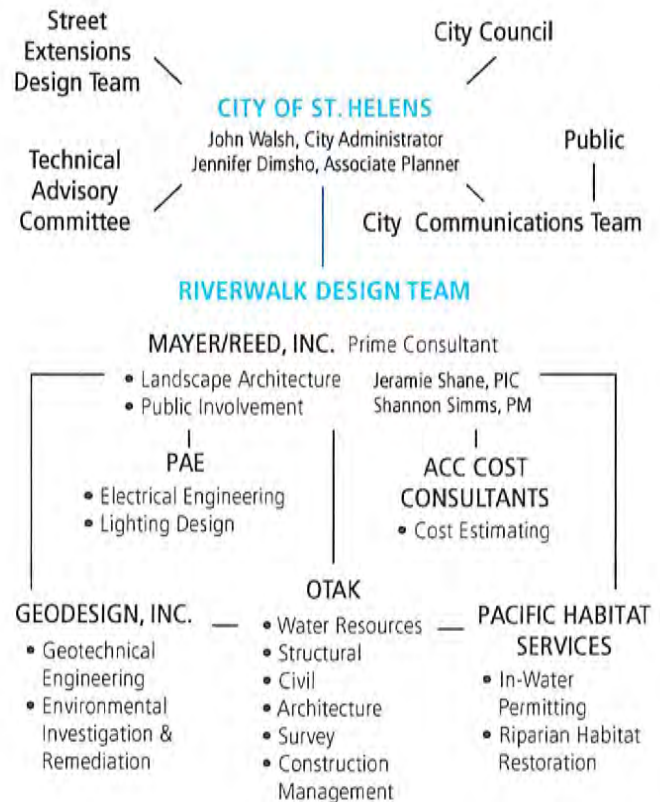 Street
Extensions
Design Team
City Council
CITY OF ST. HELENS
John Walsh, City Administrator
Jennifer Dimsho, Associate Planner
Technical
Advisory
Committee
Public
City Communications Team
RIVERWALK DESIGN TEAM
MAYER/REED, INC. Prime Consultant
• Landscape Architecture
• Public Involvement
Jeramie Shane, PIC
Shannon Simms, PM
PAE
• Electrical Engineering
• Lighting Design
ACC COST
CONSULTANTS
• Cost Estimating
GEODESIGN, INC.
• Geotechnical
Engineering
• Environmental
Investigation &
Remediation
OTAK
• Water Resources
• Structural
• Civil
• Architecture
• Survey
• Construction
Management
PACIFIC HABITAT
SERVICES
• In-Water
Permitting
• Riparian Habitat
Restoration